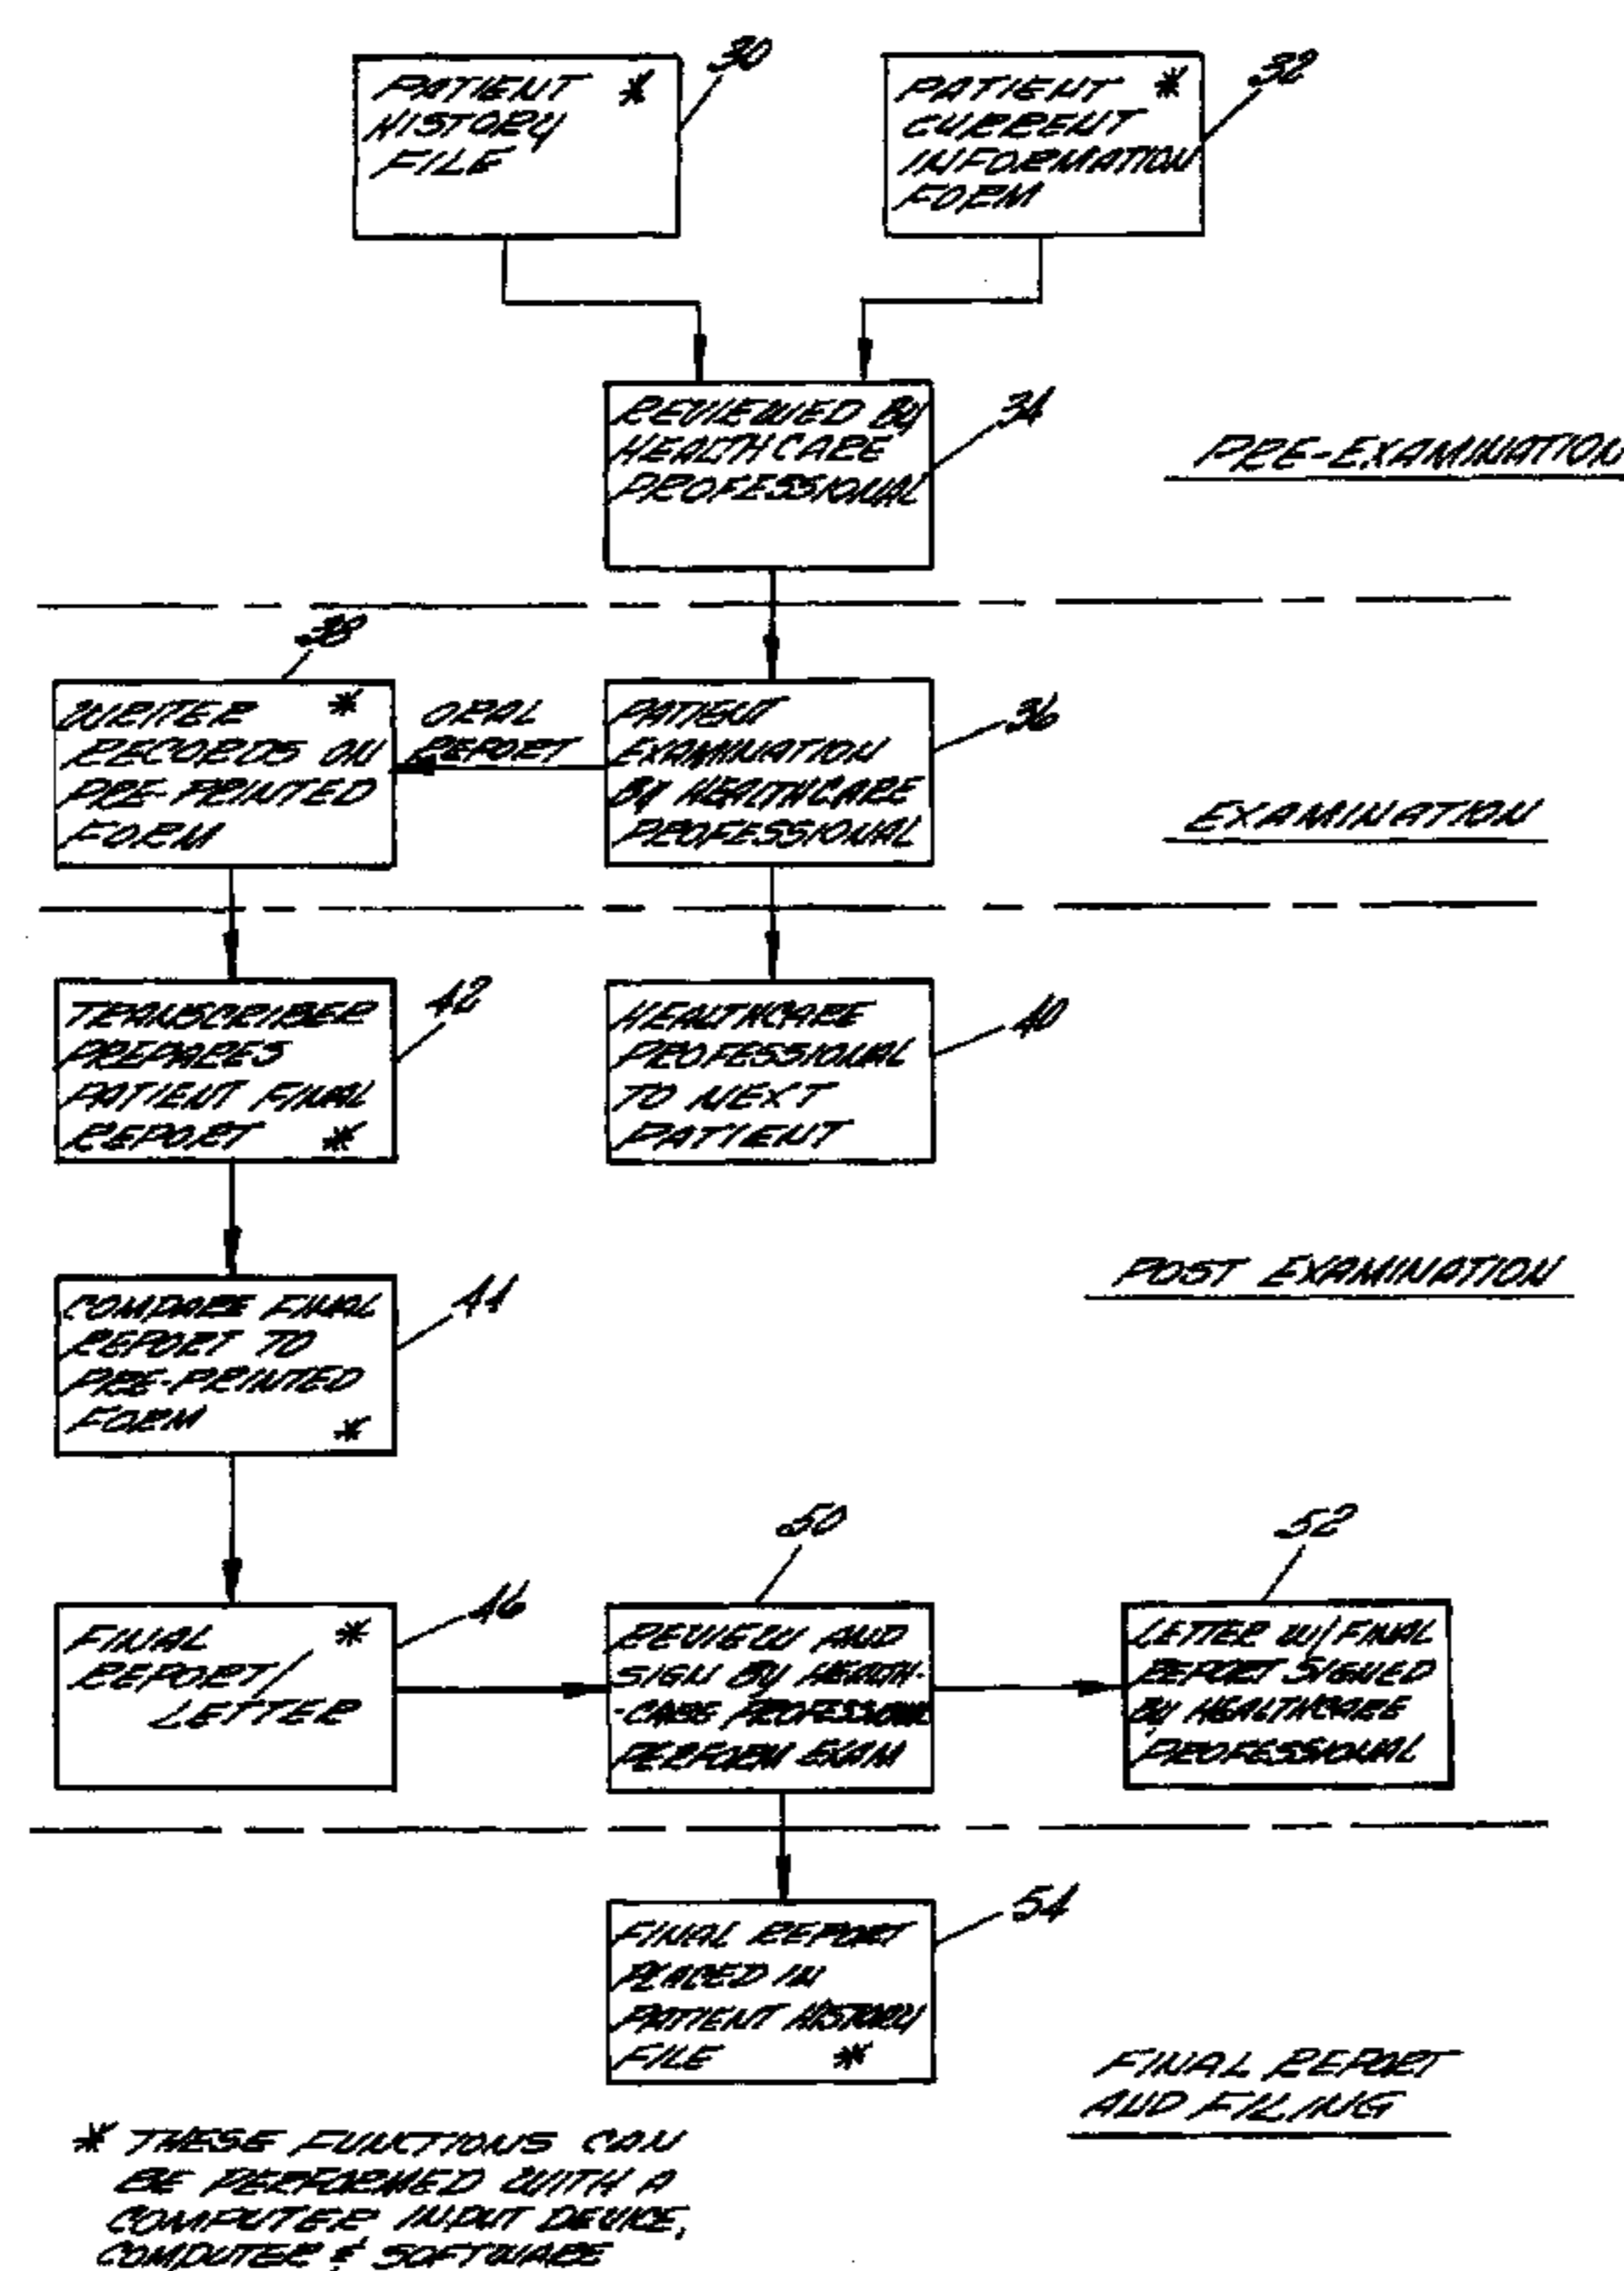 30
PATIENT *
HISTORY
FILE
32
PATIENT *
CURRENT
INFORMATION
FORM
34
REVIEWED BY
HEALTHCARE
PROFESSIONAL
PRE-EXAMINATION
38
WRITER *
RECORDS ON
PRE-PRINTED
FORM
ORAL
REPORT
36
PATIENT
EXAMINATION
BY HEALTHCARE
PROFESSIONAL
EXAMINATION
42
TRANSCRIBER
PREPARES
PATIENT FINAL
REPORT *
40
HEALTHCARE
PROFESSIONAL
TO NEXT
PATIENT
44
COMPARE FINAL
REPORT TO
PRE-PRINTED
FORM *
POST EXAMINATION
46
FINAL *
REPORT/
LETTER
50
REVIEW AND
SIGN BY HEALTH-
-CARE PROFESSIONAL
PERFORM EXAM
52
LETTER W/FINAL
REPORT SIGNED
BY HEALTHCARE
PROFESSIONAL
54
FINAL REPORT
PLACED IN
PATIENT HISTORY
FILE *
FINAL REPORT
AND FILING
* THESE FUNCTIONS CAN
BE PERFORMED WITH A
COMPUTER INPUT DEVICE,
COMPUTER & SOFTWARE